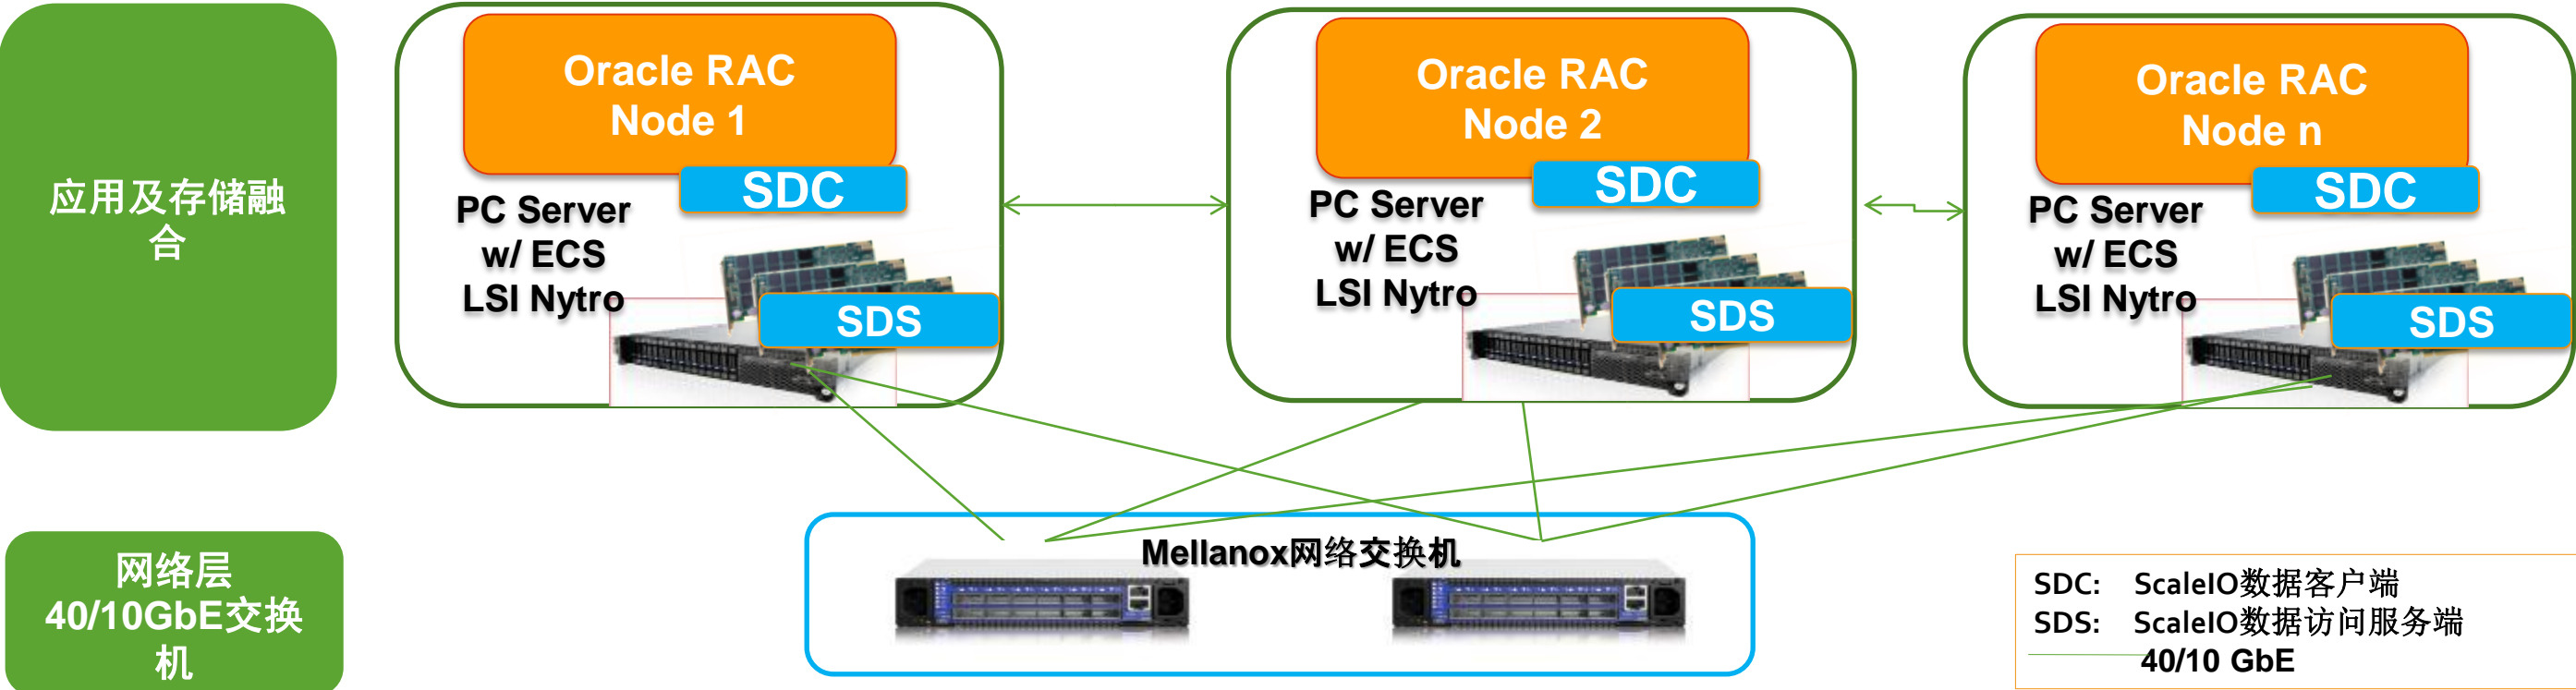 应用及存储融
合
Oracle RAC
Node 1
SDC
PC Server
w/ ECS
LSI Nytro
SDS
Oracle RAC
Node 2
SDC
PC Server
w/ ECS
LSI Nytro
SDS
Oracle RAC
Node n
SDC
PC Server
w/ ECS
LSI Nytro
SDS
网络层
40/10GbE交换
机
Mellanox网络交换机
SDC: ScaleIO数据客户端
SDS: ScaleIO数据访问服务端
40/10 GbE